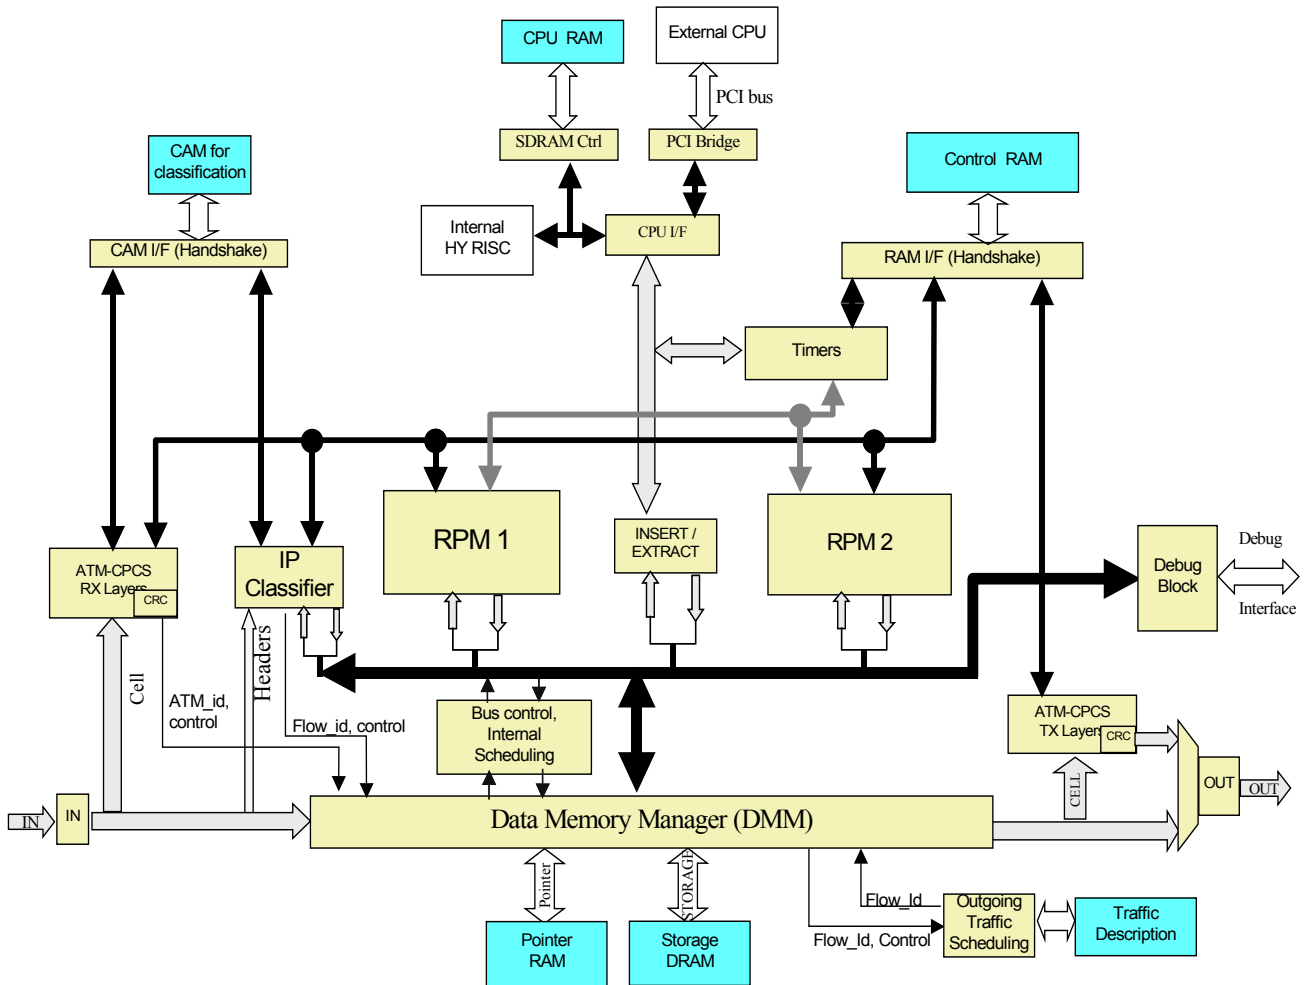 CPU RAM
External CPU
PCI bus
SDRAM Ctrl
PCI Bridge
CAM for
classification
Control RAM
Internal
HY RISC
CPU I/F
CAM I/F (Handshake)
RAM I/F (Handshake)
Timers
RPM 1
INSERT /
EXTRACT
RPM 2
ATM-CPCS
RX Layers
CRC
IP
Classifier
Debug
Block
Debug
Interface
Cell
Headers
ATM_id,
control
Flow_id, control
Bus control,
Internal
Scheduling
ATM-CPCS
TX Layers
CRC
CELL
IN
IN
Data Memory Manager (DMM)
OUT
OUT
Pointer
STORAGE
Flow_Id
Flow_Id, Control
Outgoing
Traffic
Scheduling
Traffic
Description
Pointer
RAM
Storage
DRAM